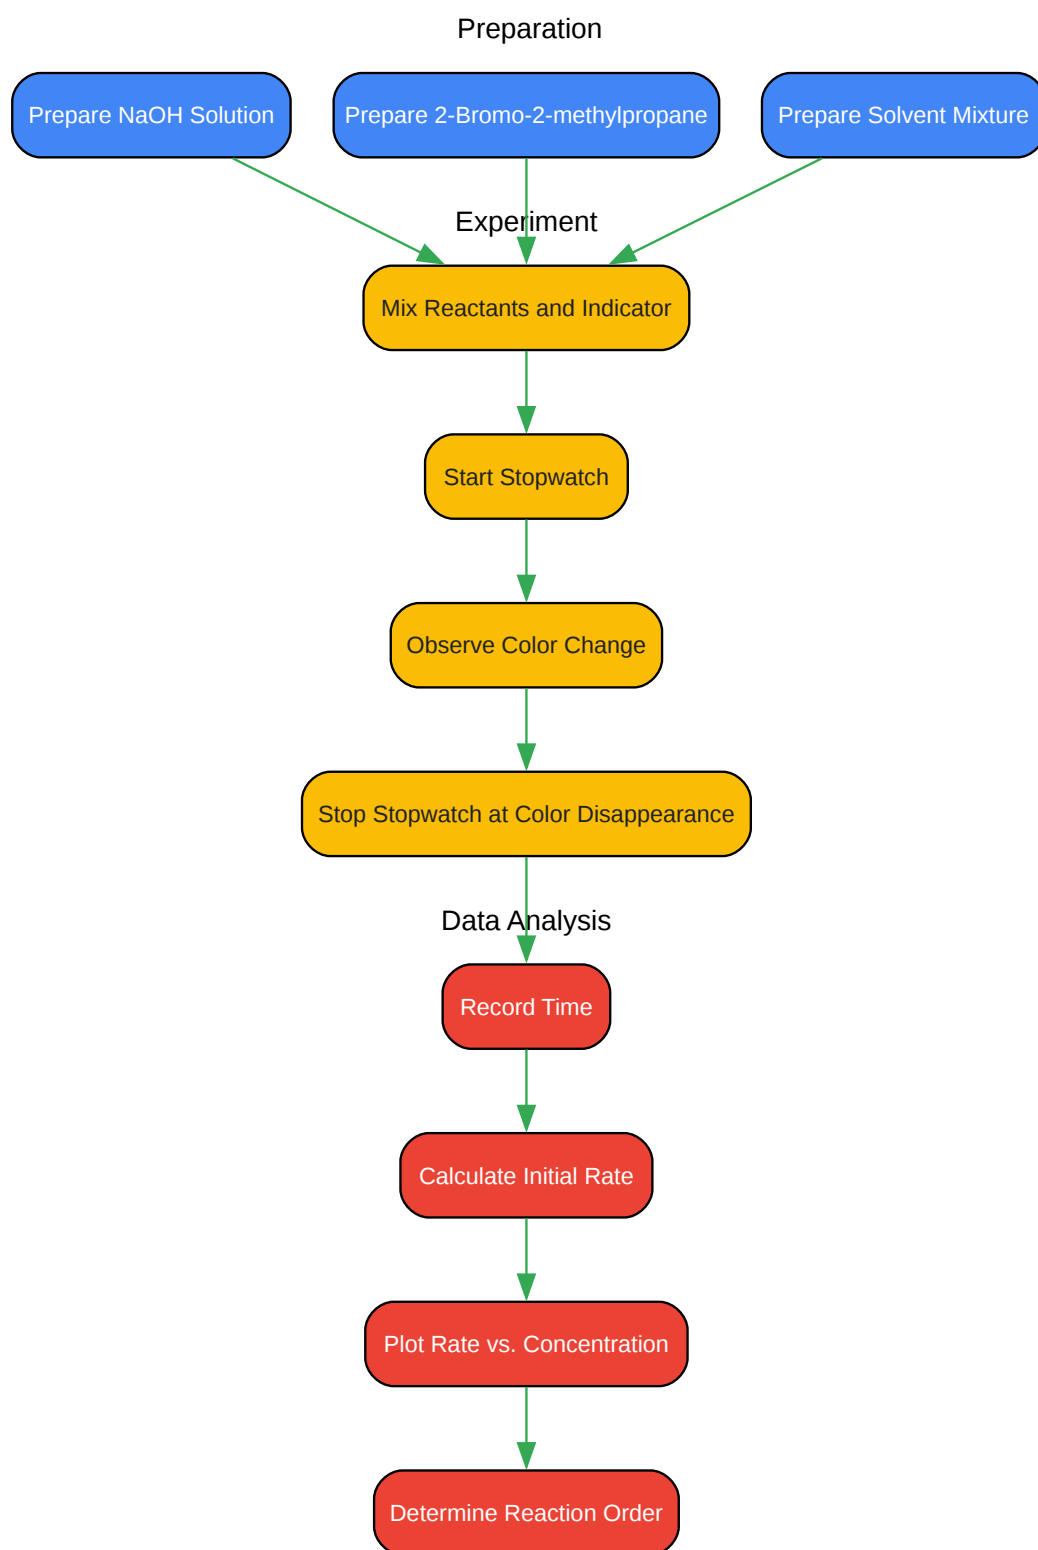 Preparation
Prepare NaOH Solution
Prepare 2-Bromo-2-methylpropane
Prepare Solvent Mixture
Experiment
Mix Reactants and Indicator
Start Stopwatch
Observe Color Change
Stop Stopwatch at Color Disappearance
Data Analysis
Record Time
Calculate Initial Rate
Plot Rate vs. Concentration
Determine Reaction Order